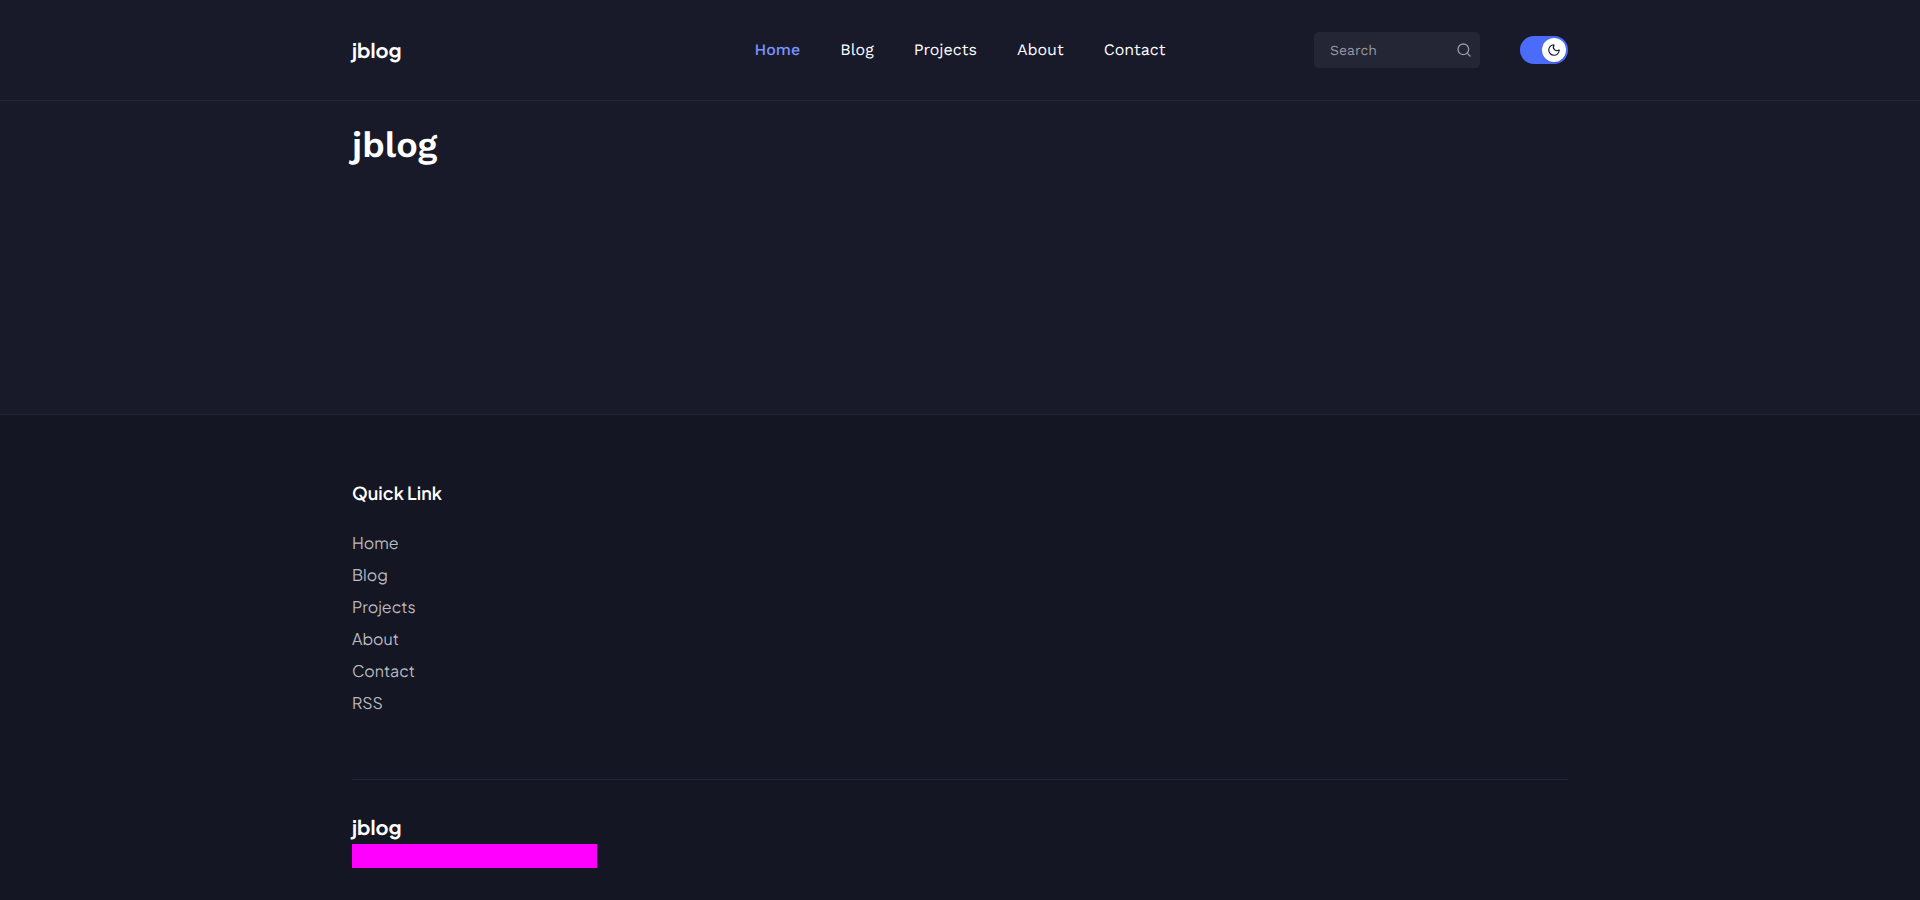 jblog
Home Blog Projects About Contact
Search
jblog
Quick Link
Home
Blog
Projects
About
Contact
RSS
jblog